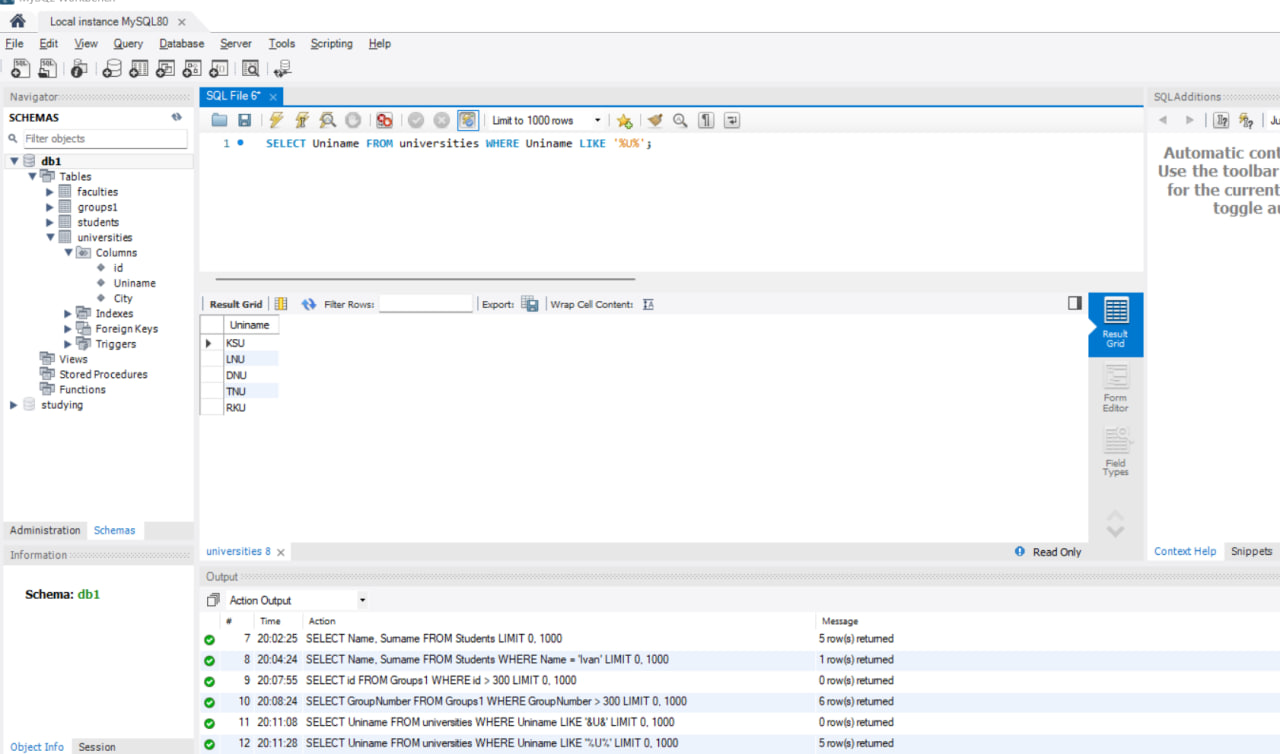 MySQL Workbench
Local instance MySQL80
File Edit View Query Database Server Tools Scripting Help
Navigator
SCHEMAS
Filter objects
db1
Tables
faculties
groups1
students
universities
Columns
id
Uniname
City
Indexes
Foreign Keys
Triggers
Views
Stored Procedures
Functions
studying
Administration Schemas
Information
Schema: db1
Object Info Session
SQL File 6*
Limit to 1000 rows
1 SELECT Uniname FROM universities WHERE Uniname LIKE '%U%';
Result Grid Filter Rows: Export: Wrap Cell Content:
Uniname
KSU
LNU
DNU
TNU
RKU
Result Grid
Form Editor
Field Types
universities 8
Read Only
Output
Action Output
# Time Action Message
7 20:02:25 SELECT Name, Surname FROM Students LIMIT 0, 1000 5 row(s) returned
8 20:04:24 SELECT Name, Surname FROM Students WHERE Name = 'Ivan' LIMIT 0, 1000 1 row(s) returned
9 20:07:55 SELECT id FROM Groups1 WHERE id > 300 LIMIT 0, 1000 0 row(s) returned
10 20:08:24 SELECT GroupNumber FROM Groups1 WHERE GroupNumber > 300 LIMIT 0, 1000 6 row(s) returned
11 20:11:08 SELECT Uniname FROM universities WHERE Uniname LIKE '&U&' LIMIT 0, 1000 0 row(s) returned
12 20:11:28 SELECT Uniname FROM universities WHERE Uniname LIKE '%U%' LIMIT 0, 1000 5 row(s) returned
SQLAdditions
Ju
Automatic cont
Use the toolbar
for the current
toggle au
Context Help Snippets